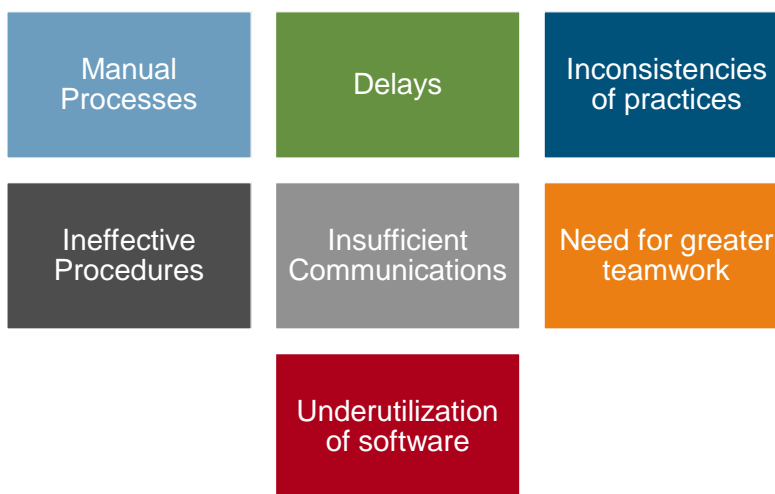 Manual
Processes
Delays
Inconsistencies
of practices
Ineffective
Procedures
Insufficient
Communications
Need for greater
teamwork
Underutilization
of software